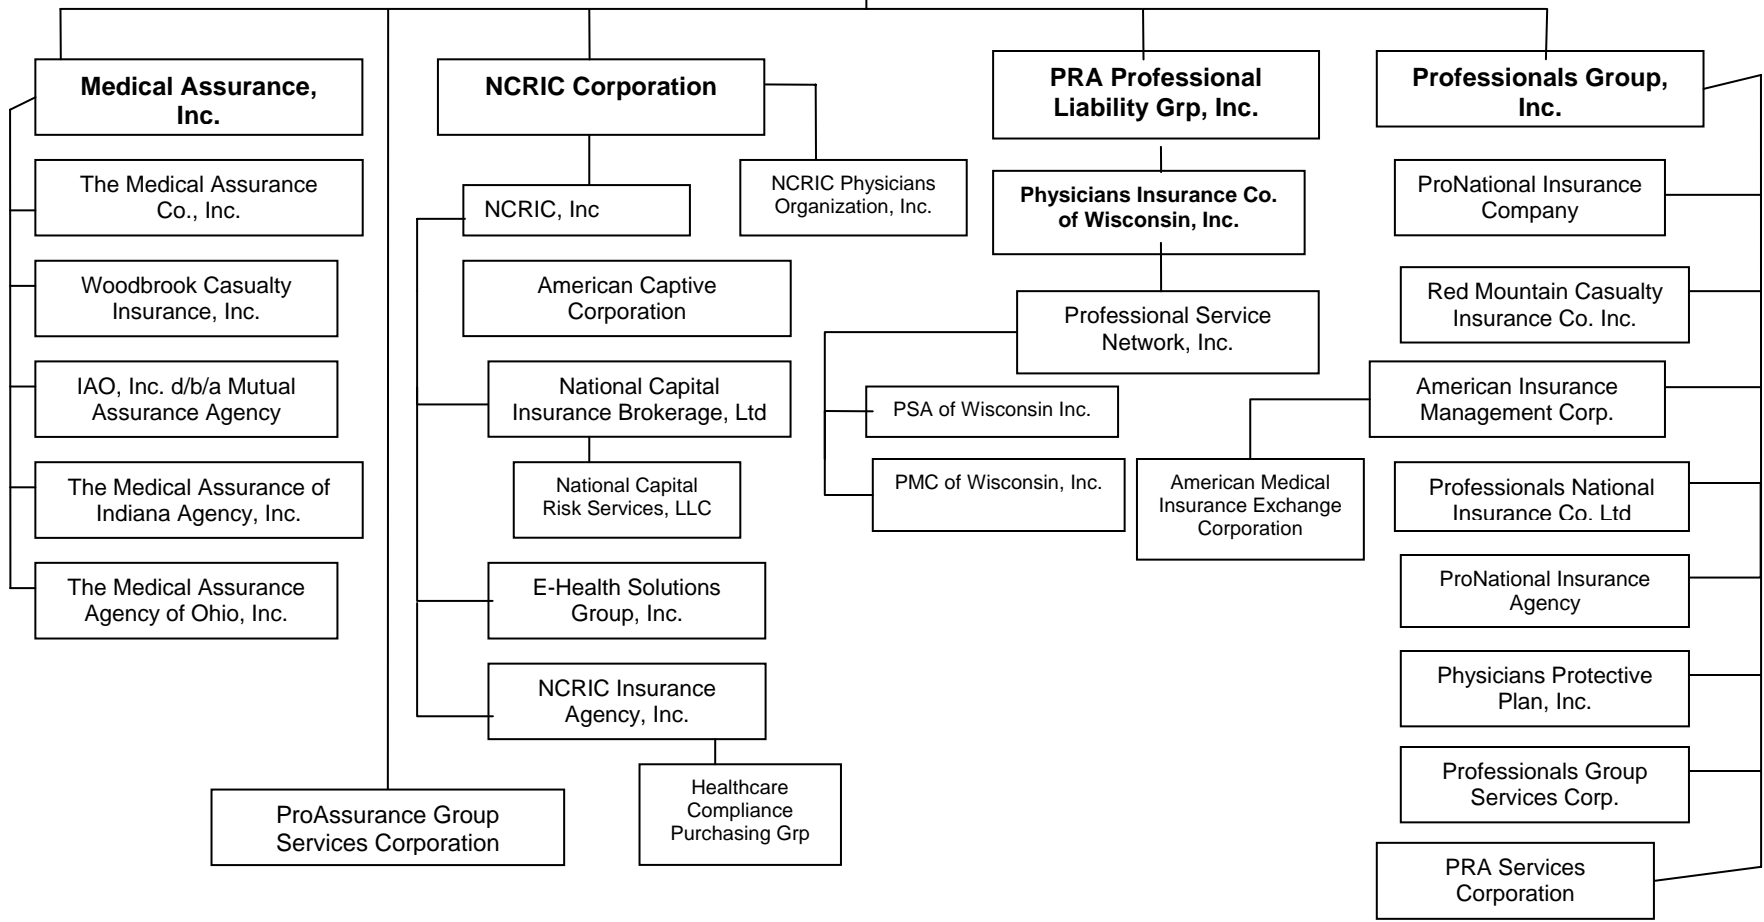 Medical Assurance,
Inc.
The Medical Assurance
Co., Inc.
Woodbrook Casualty
Insurance, Inc.
IAO, Inc. d/b/a Mutual
Assurance Agency
The Medical Assurance of
Indiana Agency, Inc.
The Medical Assurance
Agency of Ohio, Inc.
ProAssurance Group
Services Corporation
NCRIC Corporation
NCRIC Physicians
Organization, Inc.
NCRIC, Inc
American Captive
Corporation
National Capital
Insurance Brokerage, Ltd
National Capital
Risk Services, LLC
E-Health Solutions
Group, Inc.
NCRIC Insurance
Agency, Inc.
Healthcare
Compliance
Purchasing Grp
PRA Professional
Liability Grp, Inc.
Physicians Insurance Co.
of Wisconsin, Inc.
Professional Service
Network, Inc.
PSA of Wisconsin Inc.
PMC of Wisconsin, Inc.
Professionals Group,
Inc.
ProNational Insurance
Company
Red Mountain Casualty
Insurance Co. Inc.
American Insurance
Management Corp.
American Medical
Insurance Exchange
Corporation
Professionals National
Insurance Co. Ltd
ProNational Insurance
Agency
Physicians Protective
Plan, Inc.
Professionals Group
Services Corp.
PRA Services
Corporation